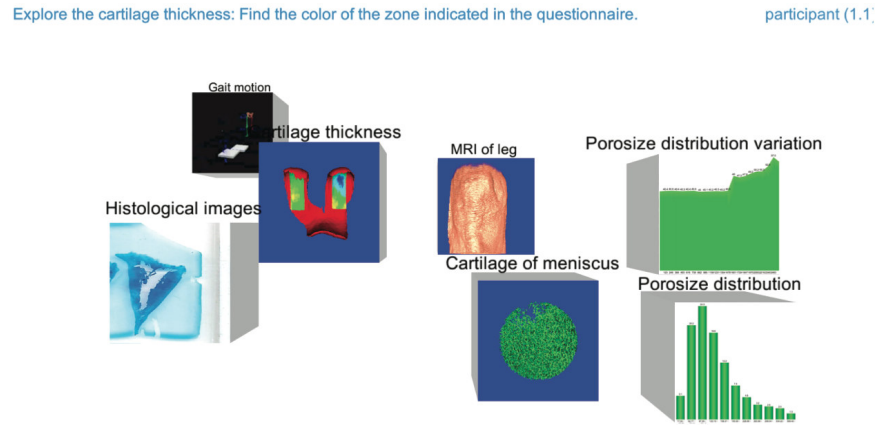 Explore the cartilage thickness: Find the color of the zone indicated in the questionnaire.
participant (1.1
Gait motion
tilage thickness
MRI of leg
Porosize distribution variation
Histological images
Cartilage of meniscus
Porosize distribution